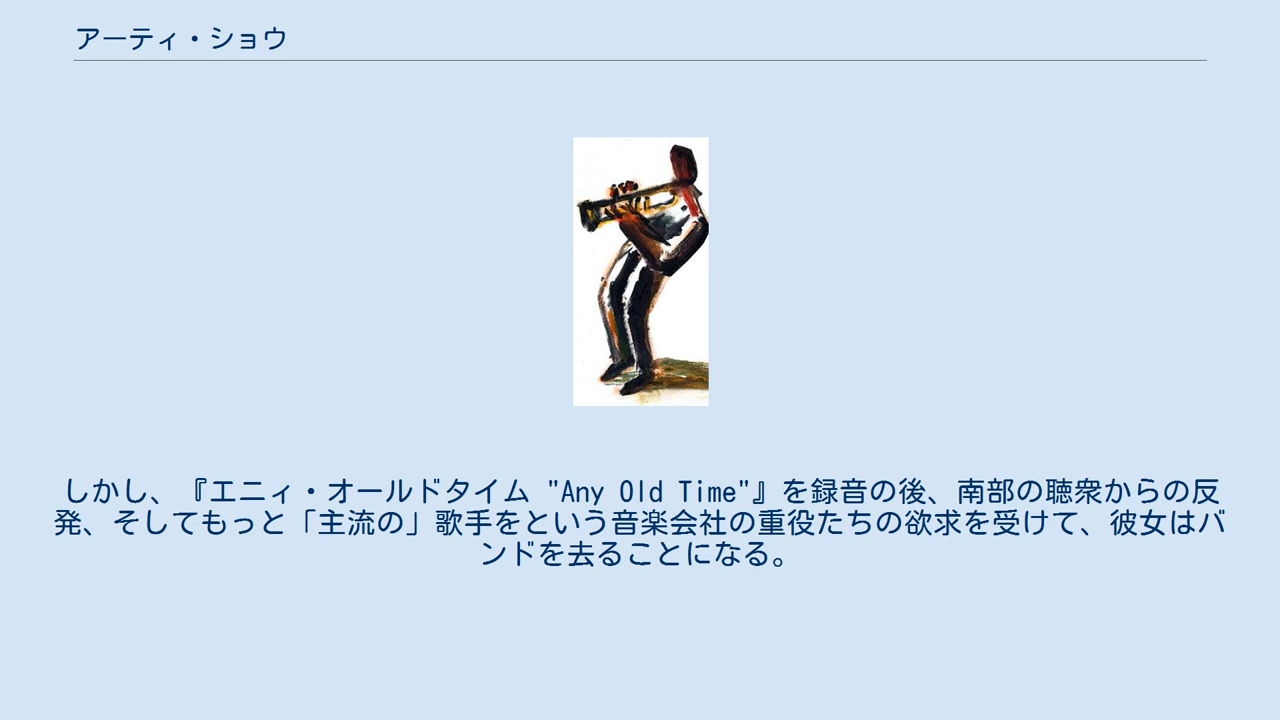 アーティ・ショウ
しかし、『エニィ・オールドタイム "Any Old Time"』を録音の後、南部の聴衆からの反
発、そしてもっと「主流の」歌手をという音楽会社の重役たちの欲求を受けて、彼女はバ
ンドを去ることになる。